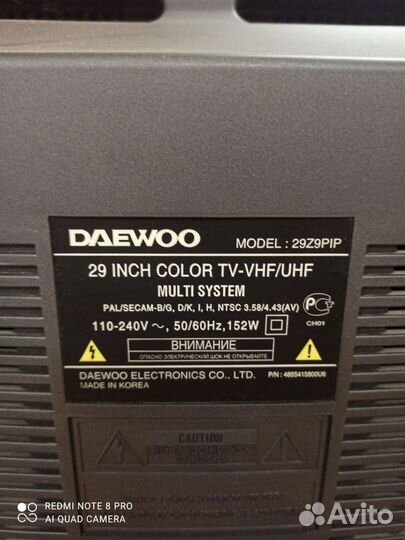 DAEWOO MODEL : 29Z9PIP
29 INCH COLOR TV-VHF/UHF
MULTI SYSTEM
PAL/SECAM-B/G, D/K, I, H, NTSC 3.58/4.43(AV)
110-240V ~, 50/60Hz, 152W
CH01
ВНИМАНИЕ
ОПАСНО ЭЛЕКТРИЧЕСКИЙ ШОК НЕ ОТКРЫВАЙТЕ
DAEWOO ELECTRONICS CO., LTD. P/N : 4855415800U6
MADE IN KOREA
CAUTION
REDMI NOTE 8 PRO
AI QUAD CAMERA
Avito